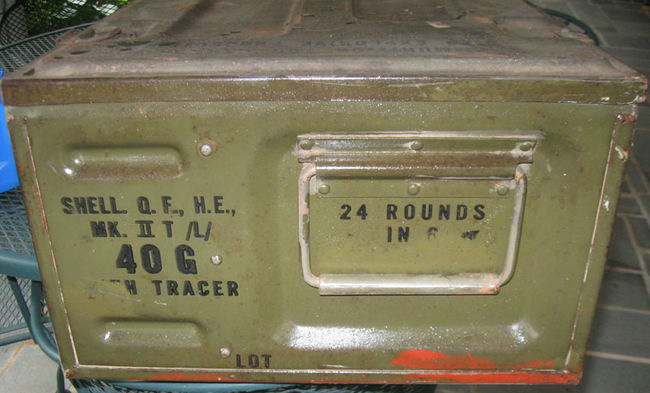 SHELL. Q. F., H.E.,
MK. II T /L/
40 G
TRACER
24 ROUNDS
IN
LOT